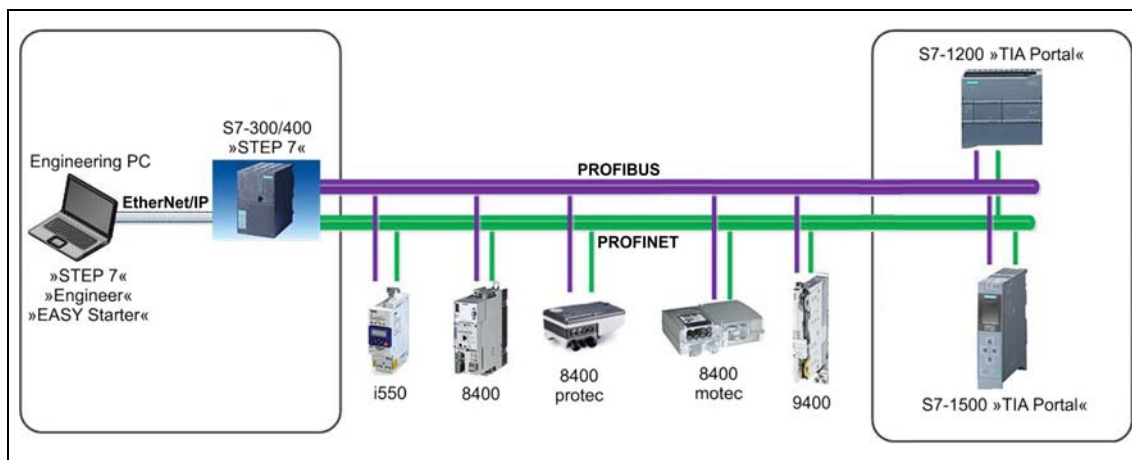 S7-1200 »TIA Portal«
S7-300/400
»STEP 7«
Engineering PC
PROFIBUS
EtherNet/IP
PROFINET
»STEP 7«
»Engineer«
»EASY Starter«
i550
8400
8400
protec
8400
motec
9400
S7-1500 »TIA Portal«